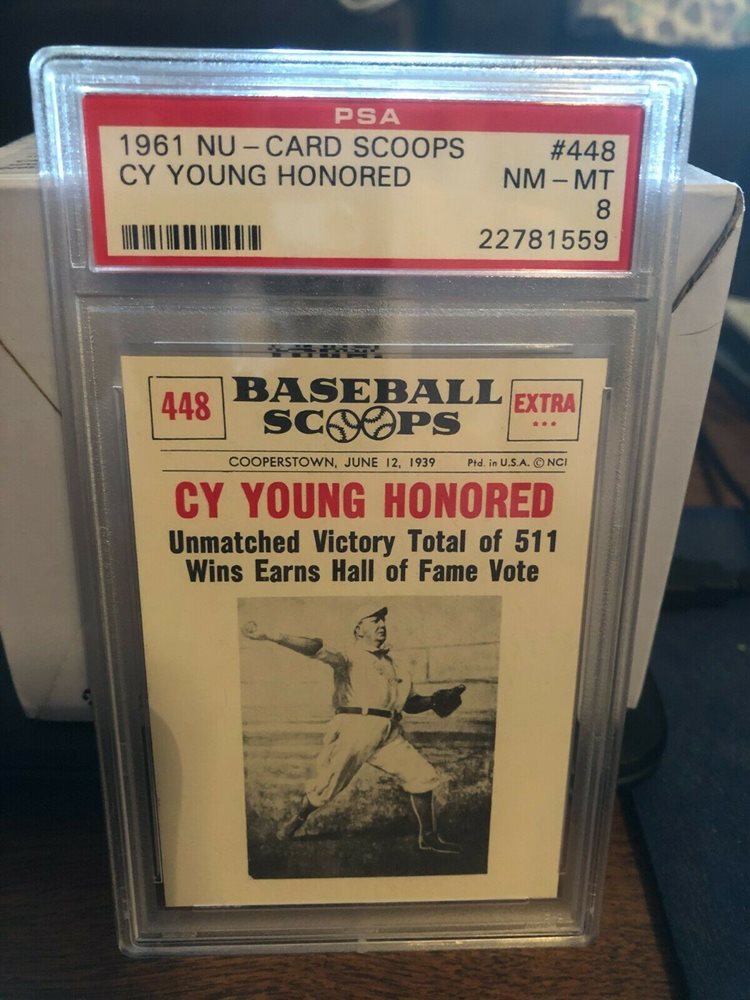 PSA
1961 NU-CARD SCOOPS #448
CY YOUNG HONORED NM-MT
8
22781559
448
BASEBALL
SCOOPS
EXTRA
COOPERSTOWN, JUNE 12, 1939 Ptd. in U.S.A. © NCI
CY YOUNG HONORED
Unmatched Victory Total of 511
Wins Earns Hall of Fame Vote